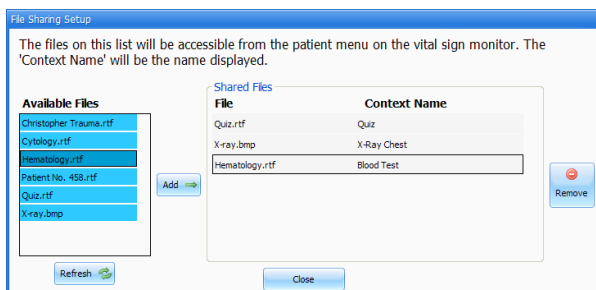 File Sharing Setup
The files on this list will be accessible from the patient menu on the vital sign monitor. The
'Context Name' will be the name displayed.
Available Files
Christopher Trauma.rtf
Cytology.rtf
Hematology.rtf
Patient No. 458.rtf
Quiz.rtf
X-ray.bmp
Refresh
Add
Shared Files
File Context Name
Quiz.rtf Quiz
X-ray.bmp X-Ray Chest
Hematology.rtf Blood Test
Remove
Close